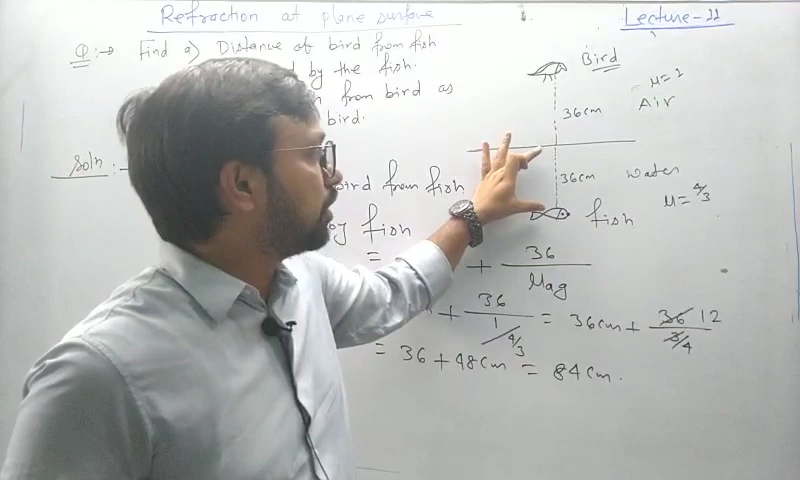 Refraction at plane surface
Lecture-11
Q:→ Find a) Distance of bird from fish
by the fish.
from bird as
bird.
Bird
μ=1
Air
36cm
Soln :-
36cm water
μ=4/3
fish
bird from fish
by fish
= + 36/μag
+ 36/(1/4/3) = 36cm + 36 12/3/4
= 36 + 48cm = 84cm.